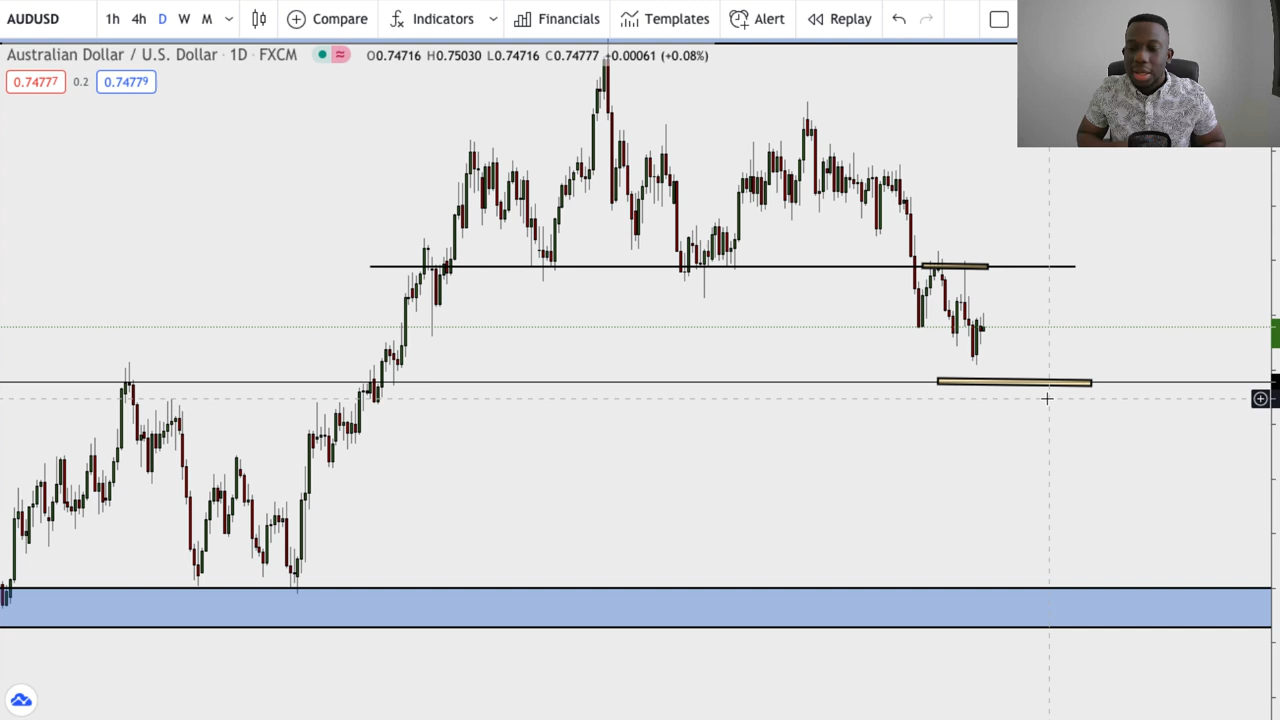 AUDUSD 1h 4h D W M Compare Indicators Financials Templates Alert Replay
Australian Dollar / U.S. Dollar · 1D · FXCM ≈ O0.74716 H0.75030 L0.74716 C0.74777 +0.00061 (+0.08%)
0.74777 0.2 0.74779